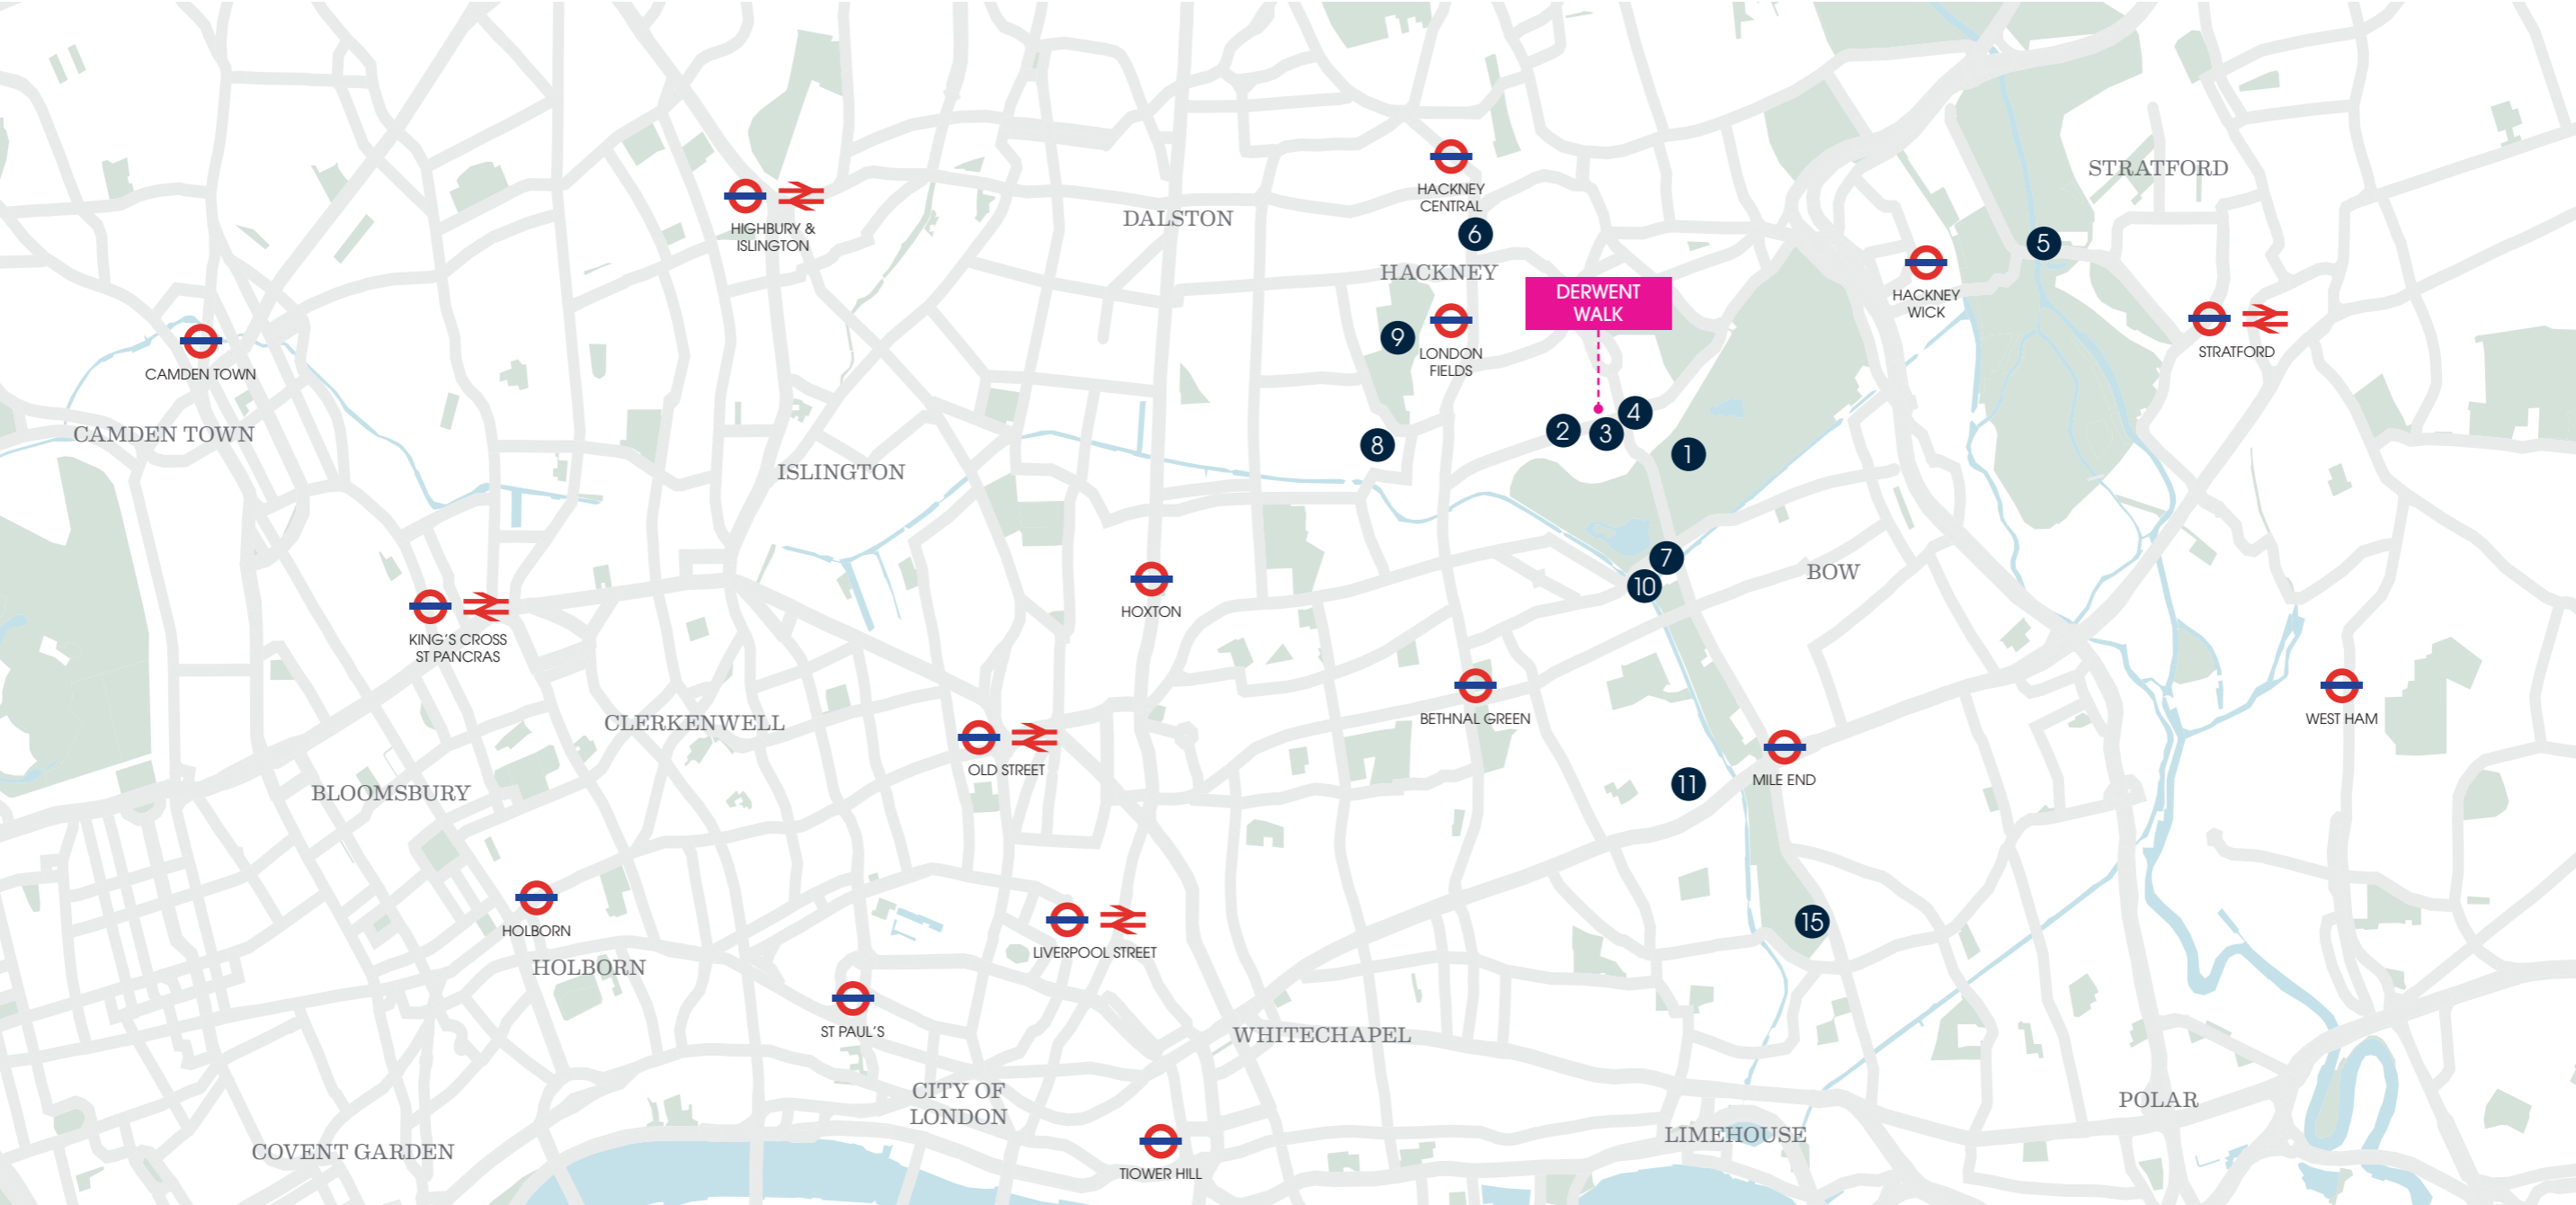 HACKNEY
CENTRAL
STRATFORD
HIGHBURY &
ISLINGTON
DALSTON
6
HACKNEY
5
HACKNEY
WICK
DERWENT
WALK
CAMDEN TOWN
9
LONDON
FIELDS
STRATFORD
CAMDEN TOWN
ISLINGTON
8
2
3
4
1
7
10
BOW
HOXTON
KING'S CROSS
ST PANCRAS
CLERKENWELL
BETHNAL GREEN
WEST HAM
OLD STREET
MILE END
11
BLOOMSBURY
HOLBORN
HOLBORN
LIVERPOOL STREET
15
ST PAUL'S
WHITECHAPEL
CITY OF
LONDON
POLAR
COVENT GARDEN
LIMEHOUSE
TIOWER HILL